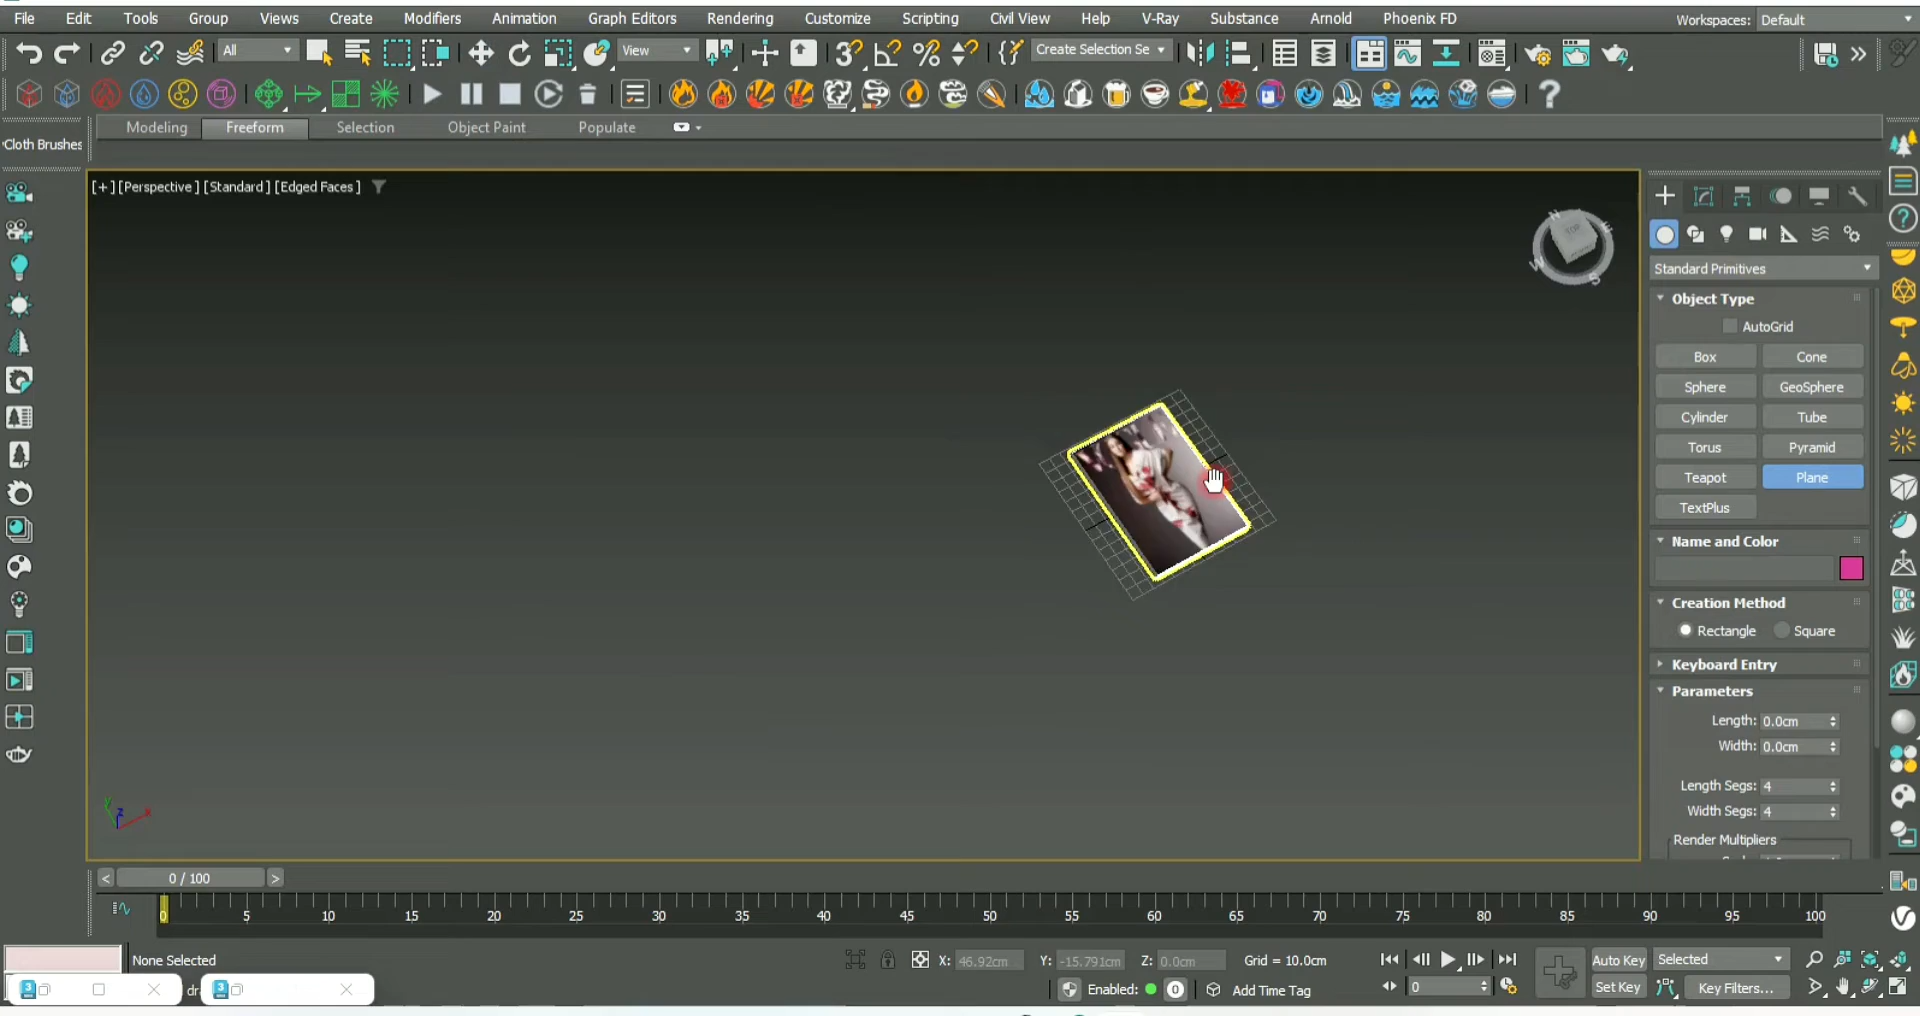 File Edit Tools Group Views Create Modifiers Animation Graph Editors Rendering Customize Scripting Civil View Help V-Ray Substance Arnold Phoenix FD Workspaces: Default
All View Create Selection Se
Modeling Freeform Selection Object Paint Populate
Cloth Brushes
[+] [Perspective] [Standard] [Edged Faces]
TOP
N
E
W
S
Standard Primitives
Object Type
AutoGrid
Box Cone
Sphere GeoSphere
Cylinder Tube
Torus Pyramid
Teapot Plane
TextPlus
Name and Color
Creation Method
Rectangle Square
Keyboard Entry
Parameters
Length: 0.0cm
Width: 0.0cm
Length Segs: 4
Width Segs: 4
Render Multipliers
z
x
< 0 / 100 >
0 5 10 15 20 25 30 35 40 45 50 55 60 65 70 75 80 85 90 95 100
None Selected X: 46.92cm Y: -15.791cm Z: 0.0cm Grid = 10.0cm Auto Key Selected
Enabled: 0 Add Time Tag 0 Set Key Key Filters...